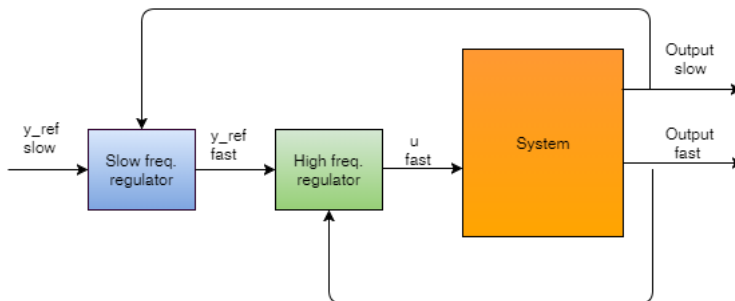 Output
slow
y_ref
slow
Slow freq.
regulator
y_ref
fast
High freq.
regulator
u
fast
System
Output
fast